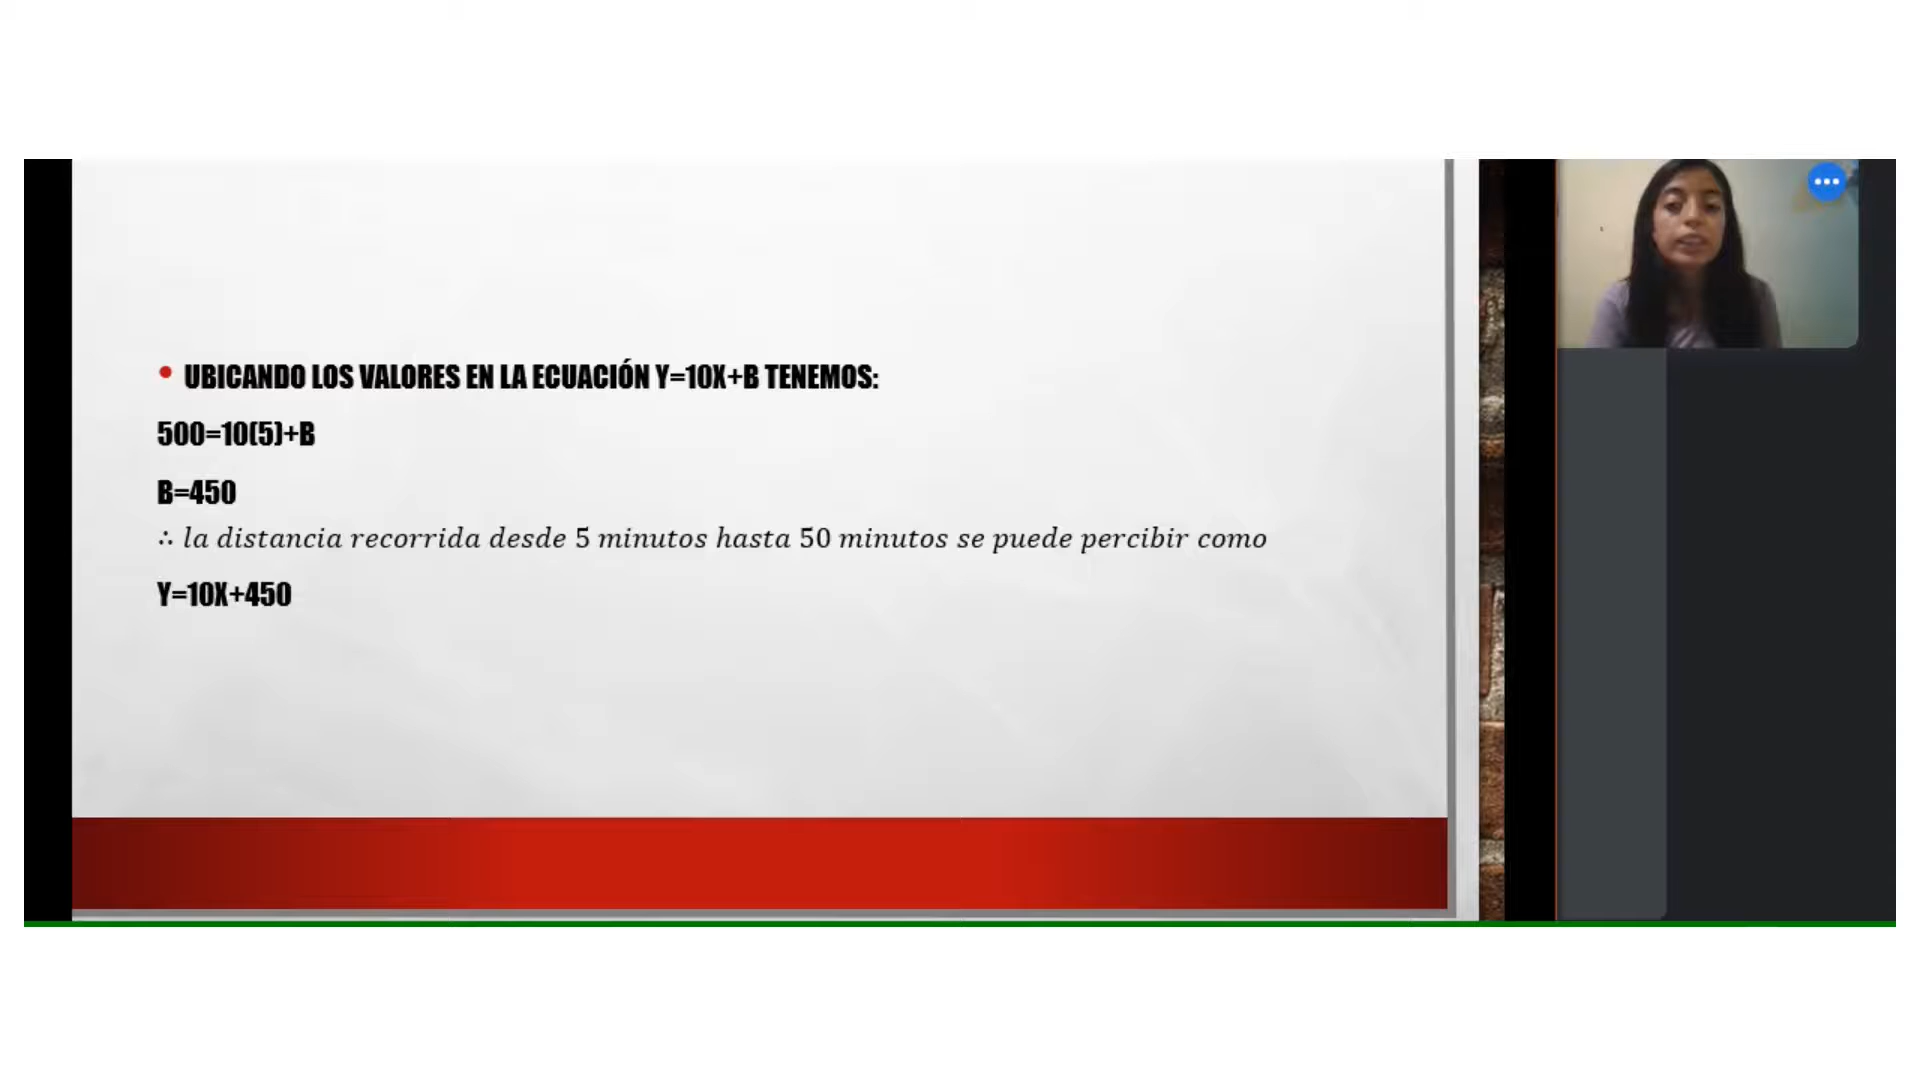 • UBICANDO LOS VALORES EN LA ECUACIÓN Y=10X+B TENEMOS:
500=10(5)+B
B=450
∴ la distancia recorrida desde 5 minutos hasta 50 minutos se puede percibir como
Y=10X+450